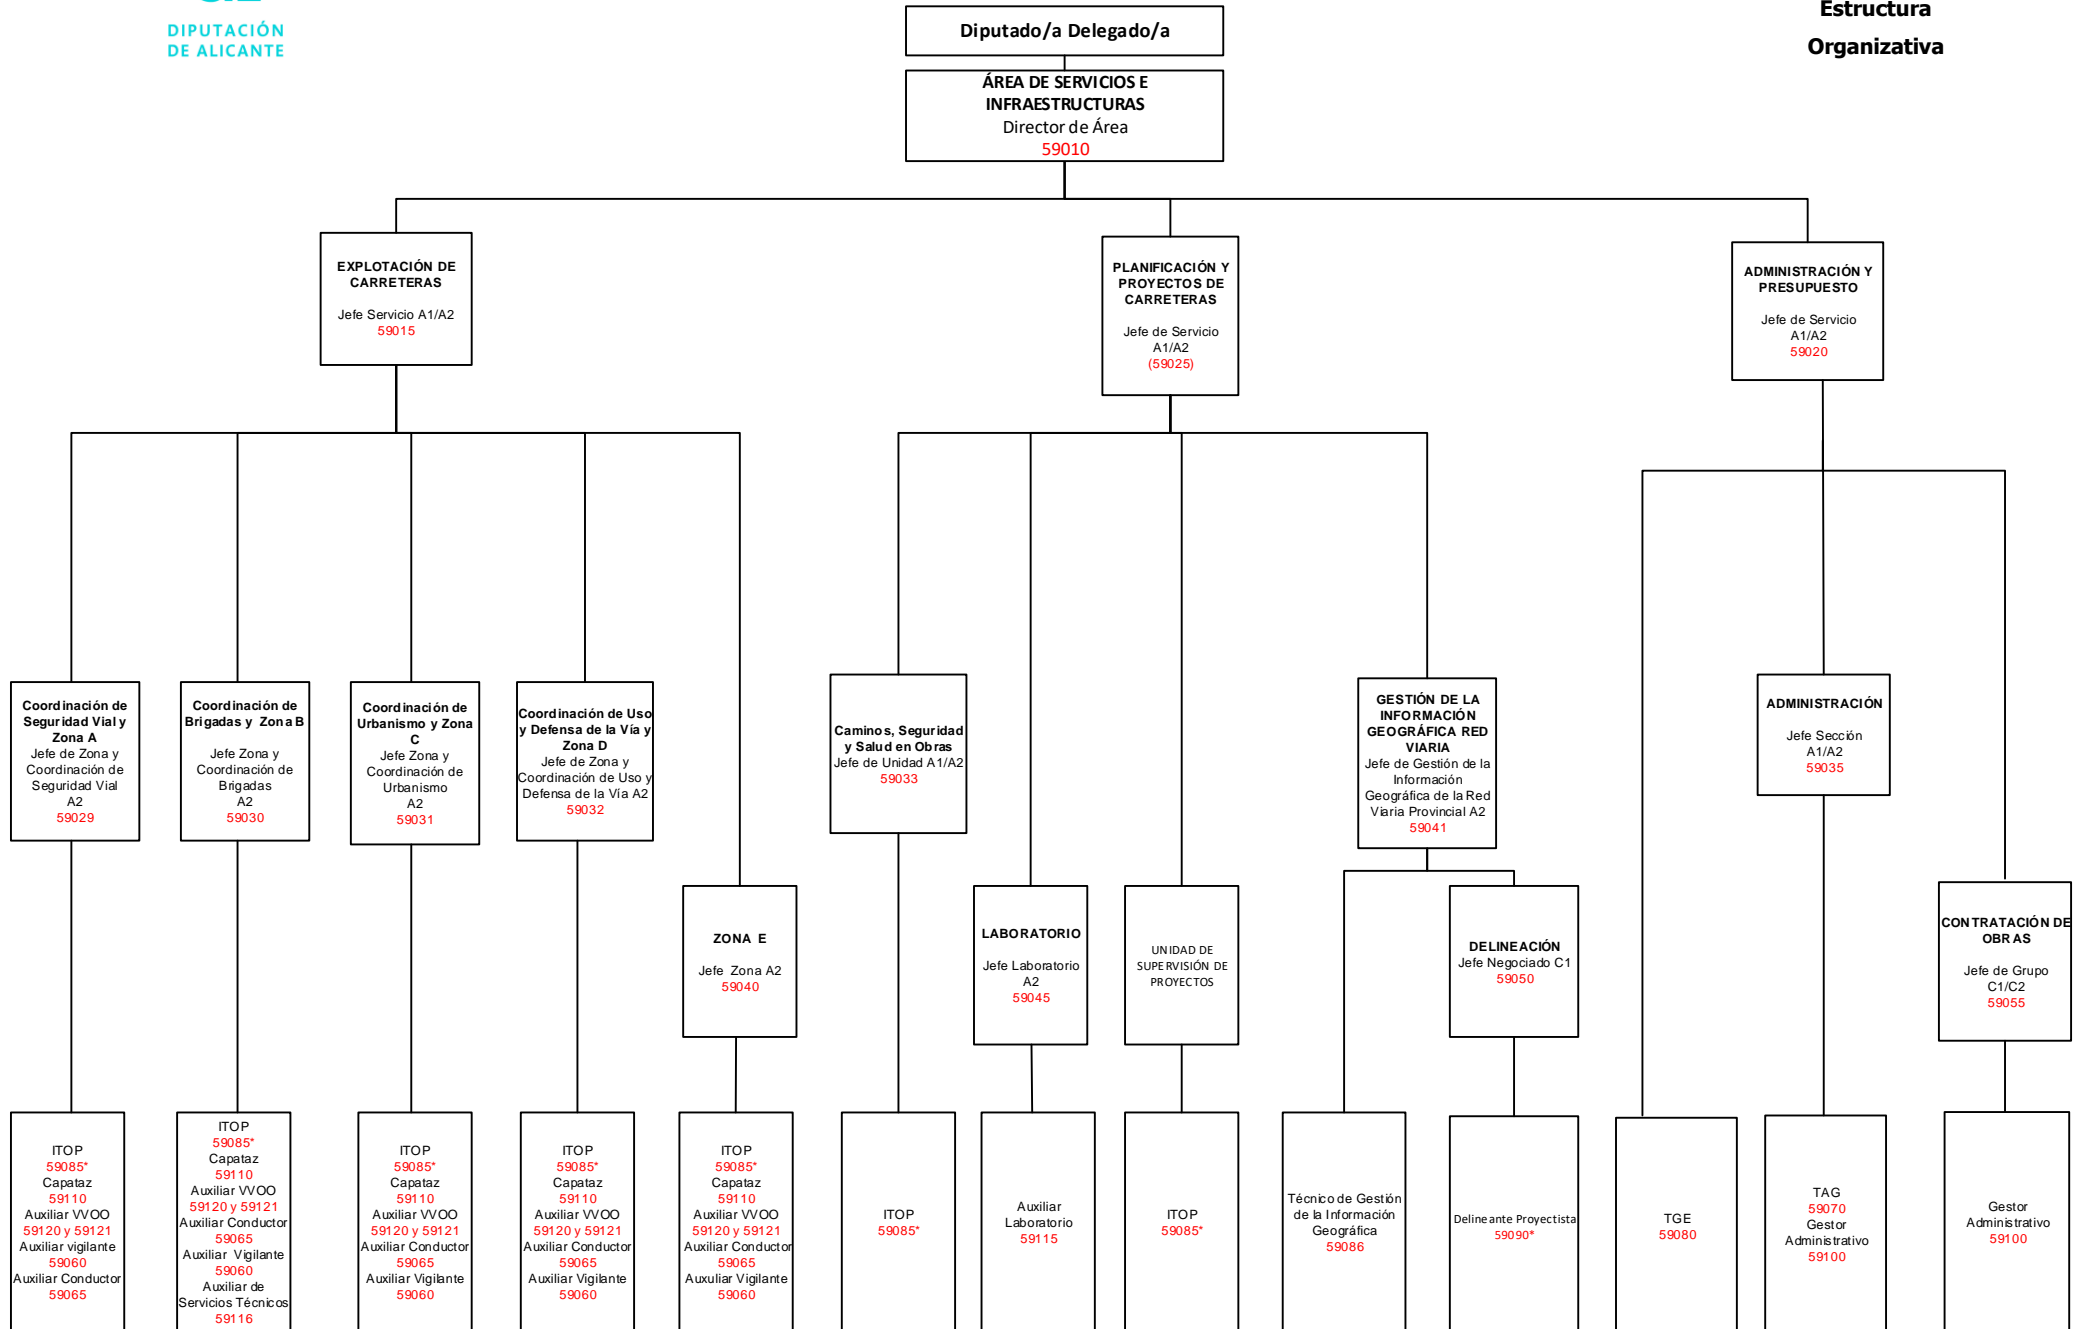 DIPUTACIÓN
DE ALICANTE
Estructura
Organizativa
Diputado/a Delegado/a
ÁREA DE SERVICIOS E
INFRAESTRUCTURAS
Director de Área
59010
EXPLOTACIÓN DE
CARRETERAS
Jefe Servicio A1/A2
59015
PLANIFICACIÓN Y
PROYECTOS DE
CARRETERAS
Jefe de Servicio
A1/A2
(59025)
ADMINISTRACIÓN Y
PRESUPUESTO
Jefe de Servicio
A1/A2
59020
Coordinación de
Seguridad Vial y
Zona A
Jefe de Zona y
Coordinación de
Seguridad Vial
A2
59029
Coordinación de
Brigadas y Zona B
Jefe Zona y
Coordinación de
Brigadas
A2
59030
Coordinación de
Urbanismo y Zona
C
Jefe Zona y
Coordinación de
Urbanismo
A2
59031
Coordinación de Uso
y Defensa de la Vía y
Zona D
Jefe de Zona y
Coordinación de Uso y
Defensa de la Vía A2
59032
ZONA E
Jefe Zona A2
59040
Caminos, Seguridad
y Salud en Obras
Jefe de Unidad A1/A2
59033
LABORATORIO
Jefe Laboratorio
A2
59045
UNIDAD DE
SUPERVISIÓN DE
PROYECTOS
GESTIÓN DE LA
INFORMACIÓN
GEOGRÁFICA RED
VIARIA
Jefe de Gestión de la
Información
Geográfica de la Red
Viaria Provincial A2
59041
DELINEACIÓN
Jefe Negociado C1
59050
ADMINISTRACIÓN
Jefe Sección
A1/A2
59035
CONTRATACIÓN DE
OBRAS
Jefe de Grupo
C1/C2
59055
ITOP
59085*
Capataz
59110
Auxiliar VVOO
59120 y 59121
Auxiliar vigilante
59060
Auxiliar Conductor
59065
ITOP
59085*
Capataz
59110
Auxiliar VVOO
59120 y 59121
Auxiliar Conductor
59065
Auxiliar Vigilante
59060
Auxiliar de
Servicios Técnicos
59116
ITOP
59085*
Capataz
59110
Auxiliar VVOO
59120 y 59121
Auxiliar Conductor
59065
Auxiliar Vigilante
59060
ITOP
59085*
Capataz
59110
Auxiliar VVOO
59120 y 59121
Auxiliar Conductor
59065
Auxiliar Vigilante
59060
ITOP
59085*
Capataz
59110
Auxiliar VVOO
59120 y 59121
Auxiliar Conductor
59065
Auxuliar Vigilante
59060
ITOP
59085*
Auxiliar
Laboratorio
59115
ITOP
59085*
Técnico de Gestión
de la Información
Geográfica
59086
Delineante Proyectista
59090*
TGE
59080
TAG
59070
Gestor
Administrativo
59100
Gestor
Administrativo
59100